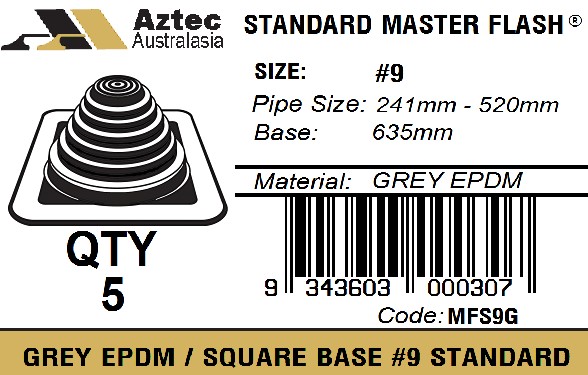 Aztec
Australasia
STANDARD MASTER FLASH®
SIZE: #9
Pipe Size: 241mm - 520mm
Base: 635mm
Material: GREY EPDM
QTY
5
9 343603 000307
Code: MFS9G
GREY EPDM / SQUARE BASE #9 STANDARD